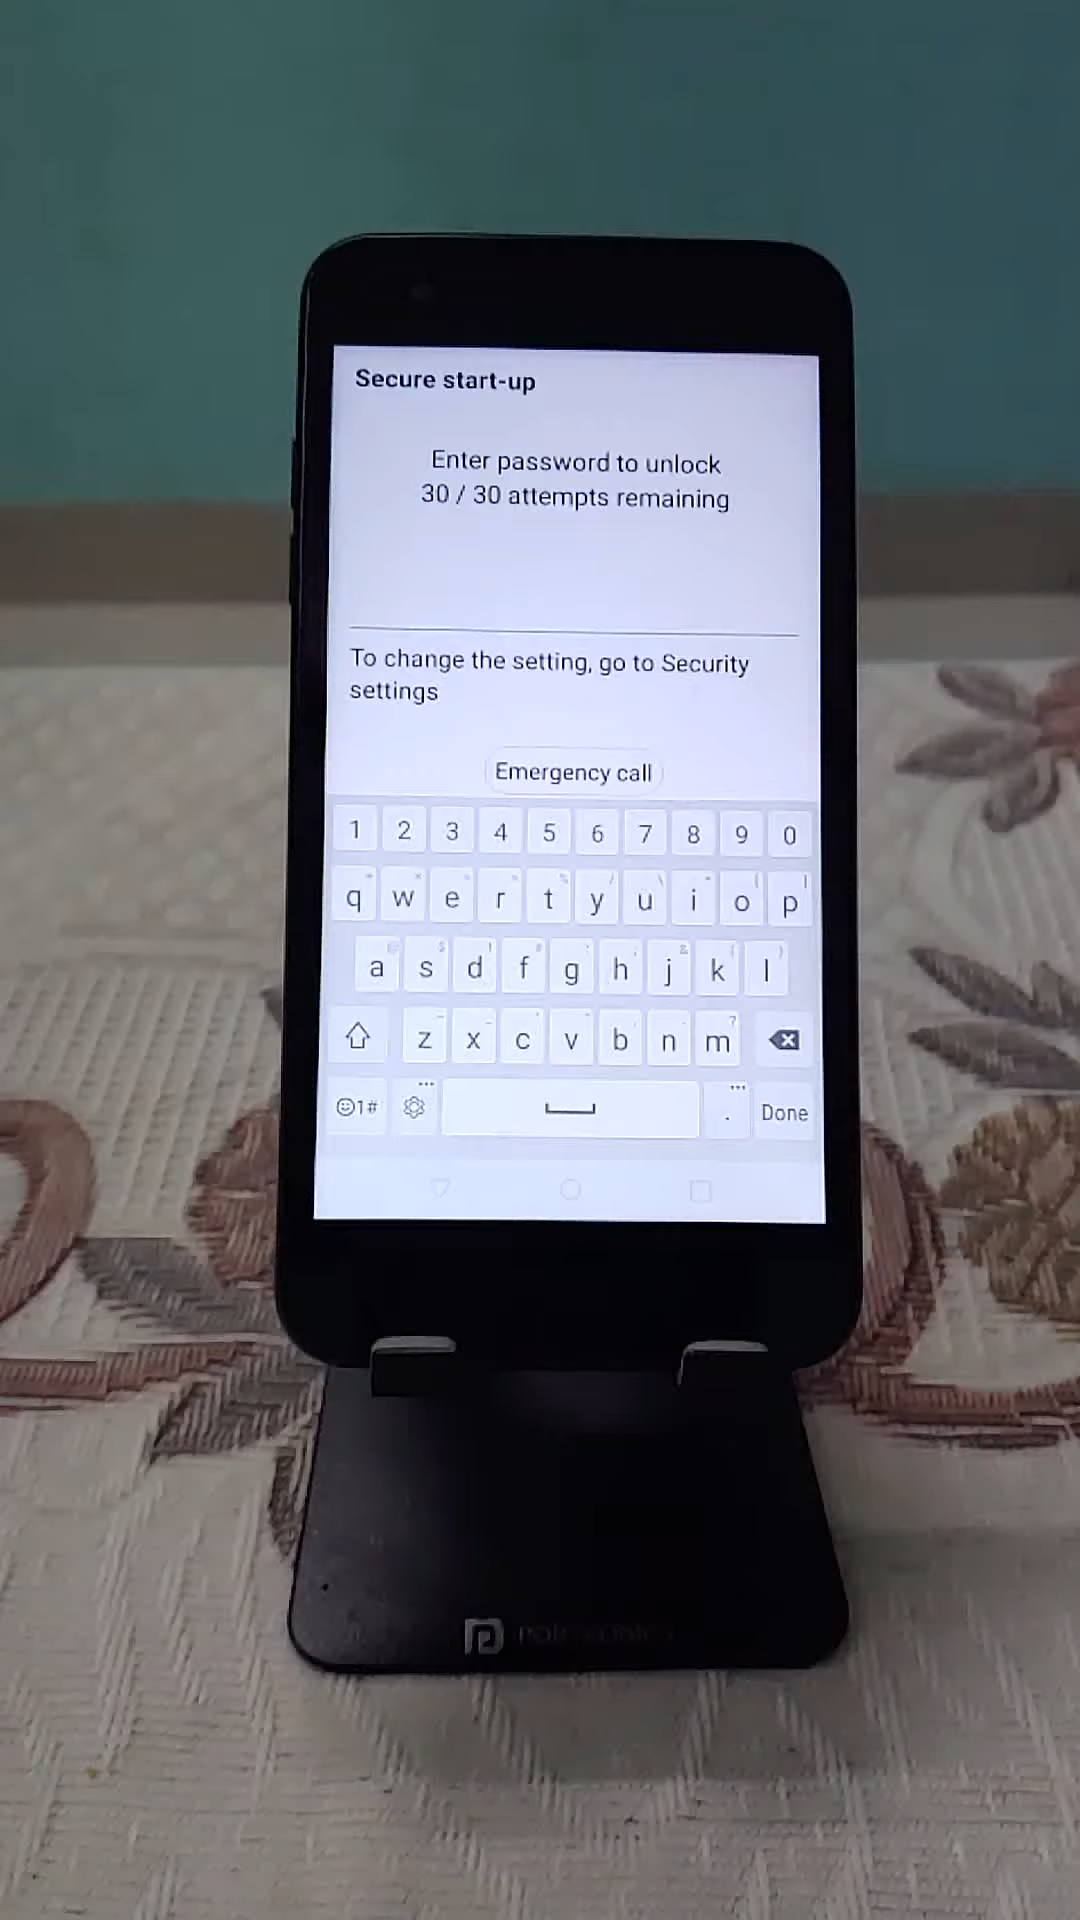 Secure start-up
Enter password to unlock
30 / 30 attempts remaining
To change the setting, go to Security
settings
Emergency call
1 2 3 4 5 6 7 8 9 0
q w e r t y u i o p
a s d f g h j k l
z x c v b n m
1# . Done